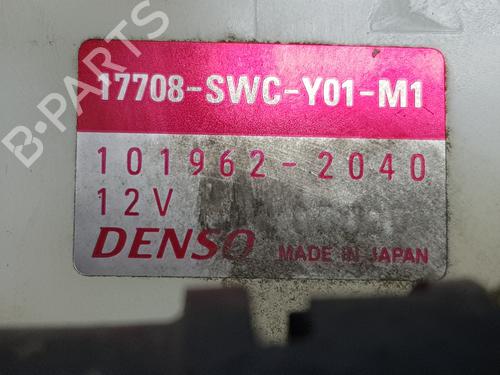 17708-SWC-Y01-M1
101962-2040
12V
DENSO MADE IN JAPAN
B-PARTS